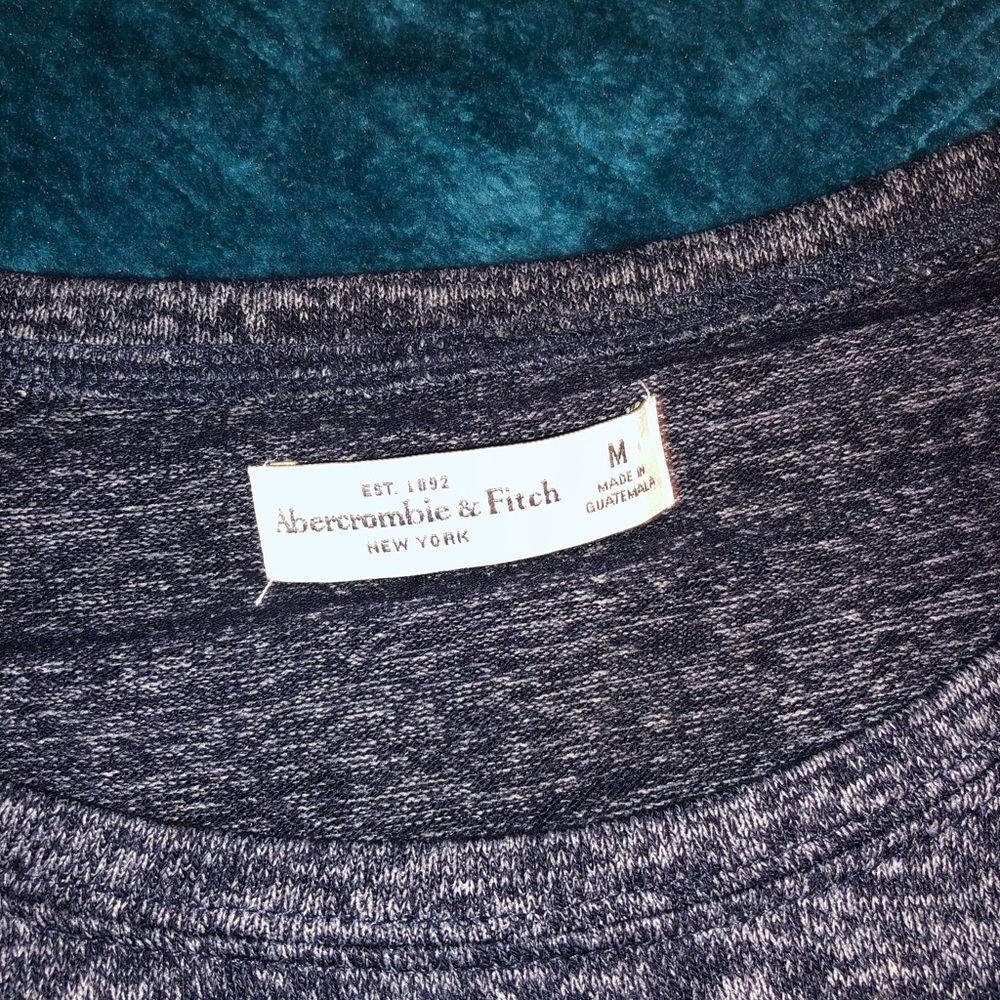 EST. 1892
Abercrombie & Fitch
NEW YORK
M
MADE IN
GUATEMALA